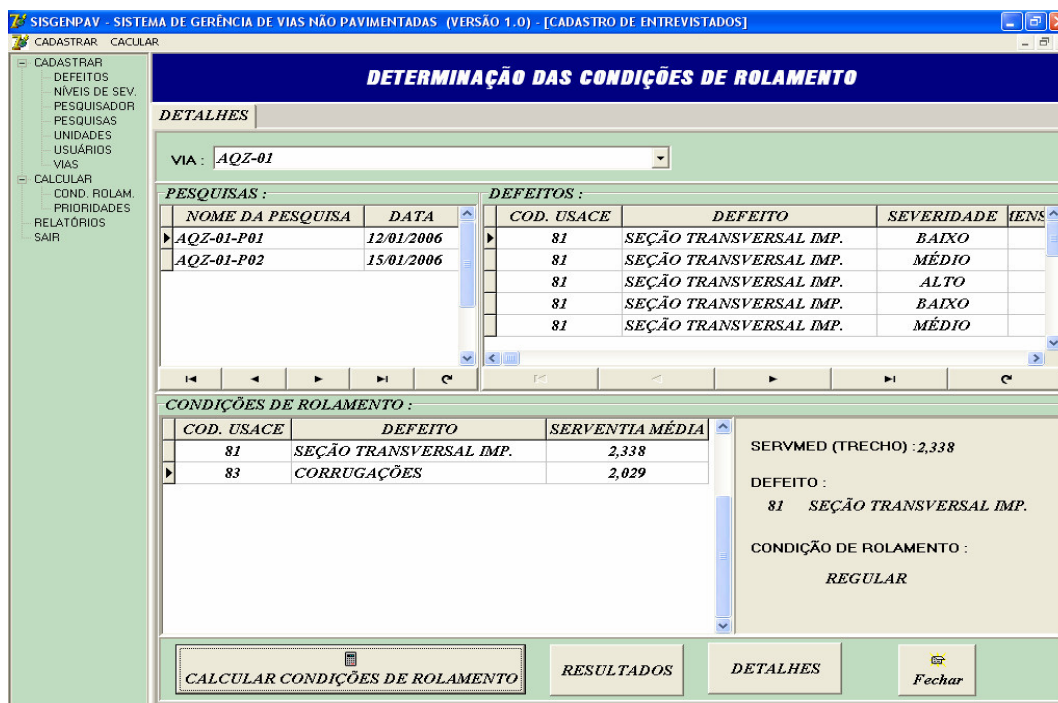 SISGENPAV - SISTEMA DE GERÊNCIA DE VIAS NÃO PAVIMENTADAS (VERSÃO 1.0) - [CADASTRO DE ENTREVISTADOS]
CADASTRAR CACULAR
CADASTRAR
DEFEITOS
NÍVEIS DE SEV.
PESQUISADOR
PESQUISAS
UNIDADES
USUÁRIOS
VIAS
CALCULAR
COND. ROLAM.
PRIORIDADES
RELATÓRIOS
SAIR
DETERMINAÇÃO DAS CONDIÇÕES DE ROLAMENTO
DETALHES
VIA : AQZ-01
PESQUISAS :
NOME DA PESQUISA DATA
AQZ-01-P01 12/01/2006
AQZ-01-P02 15/01/2006
DEFEITOS :
COD. USACE DEFEITO SEVERIDADE
81 SEÇÃO TRANSVERSAL IMP. BAIXO
81 SEÇÃO TRANSVERSAL IMP. MÉDIO
81 SEÇÃO TRANSVERSAL IMP. ALTO
81 SEÇÃO TRANSVERSAL IMP. BAIXO
81 SEÇÃO TRANSVERSAL IMP. MÉDIO
CONDIÇÕES DE ROLAMENTO :
COD. USACE DEFEITO SERVENTIA MÉDIA
81 SEÇÃO TRANSVERSAL IMP. 2,338
83 CORRUGAÇÕES 2,029
SERVMED (TRECHO) : 2,338
DEFEITO :
81 SEÇÃO TRANSVERSAL IMP.
CONDIÇÃO DE ROLAMENTO :
REGULAR
CALCULAR CONDIÇÕES DE ROLAMENTO
RESULTADOS
DETALHES
Fechar